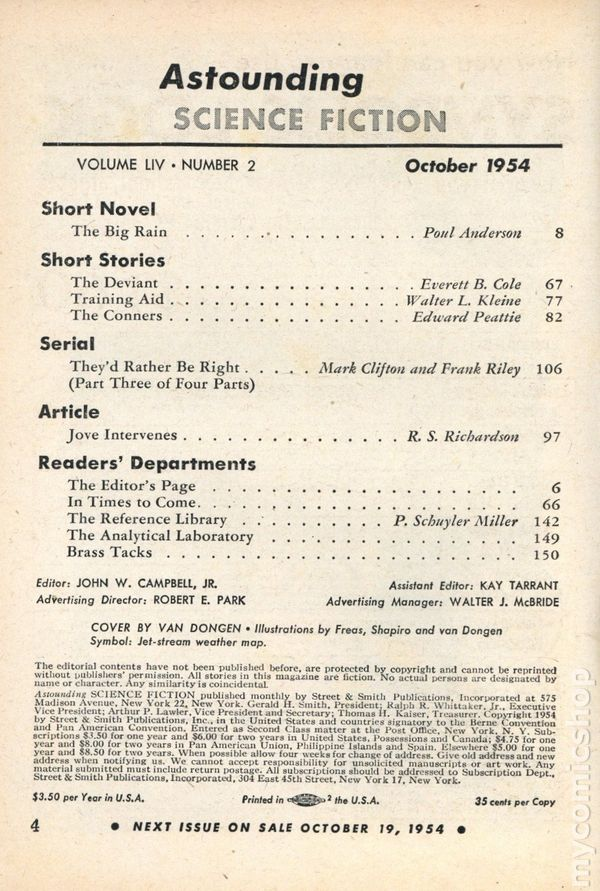 Astounding
SCIENCE FICTION
VOLUME LIV • NUMBER 2 October 1954
Short Novel
The Big Rain . . . . . . . . . . . . . . . . Poul Anderson 8
Short Stories
The Deviant . . . . . . . . . . . . . . . . . Everett B. Cole 67
Training Aid . . . . . . . . . . . . . . . . Walter L. Kleine 77
The Conners . . . . . . . . . . . . . . . . Edward Peattie 82
Serial
They'd Rather Be Right . . . . . Mark Clifton and Frank Riley 106
(Part Three of Four Parts)
Article
Jove Intervenes . . . . . . . . . . . . . . . R. S. Richardson 97
Readers' Departments
The Editor's Page . . . . . . . . . . . . . . . . . . . . . 6
In Times to Come . . . . . . . . . . . . . . . . . . . . . . 66
The Reference Library . . . . . . . . . . P. Schuyler Miller 142
The Analytical Laboratory . . . . . . . . . . . . . . . . . 149
Brass Tacks . . . . . . . . . . . . . . . . . . . . . . . . 150
Editor: JOHN W. CAMPBELL, JR. Assistant Editor: KAY TARRANT
Advertising Director: ROBERT E. PARK Advertising Manager: WALTER J. McBRIDE
COVER BY VAN DONGEN • Illustrations by Freas, Shapiro and van Dongen
Symbol: Jet-stream weather map.
The editorial contents have not been published before, are protected by copyright and cannot be reprinted
without publishers' permission. All stories in this magazine are fiction. No actual persons are designated by
name or character. Any similarity is coincidental.
Astounding SCIENCE FICTION published monthly by Street & Smith Publications, Incorporated at 575
Madison Avenue, New York 22, New York. Gerald H. Smith, President; Ralph R. Whittaker, Jr., Executive
Vice President; Arthur P. Lawler, Vice President and Secretary; Thomas H. Kaiser, Treasurer. Copyright 1954
by Street & Smith Publications, Inc., in the United States and countries signatory to the Berne Convention
and Pan American Convention. Entered as Second Class matter at the Post Office, New York, N. Y. Sub-
scriptions $3.50 for one year and $6.00 for two years in United States, Possessions and Canada; $4.75 for one
year and $8.00 for two years in Pan American Union, Philippine Islands and Spain. Elsewhere $5.00 for one
year and $8.50 for two years. When possible allow four weeks for change of address. Give old address and new
address when notifying us. We cannot accept responsibility for unsolicited manuscripts or art work. Any
material submitted must include return postage. All subscriptions should be addressed to Subscription Dept.,
Street & Smith Publications, Incorporated, 304 East 45th Street, New York 17, New York.
$3.50 per Year in U.S.A. Printed in 2 the U.S.A. 35 cents per Copy
4 • NEXT ISSUE ON SALE OCTOBER 19, 1954 •
mycomicshop